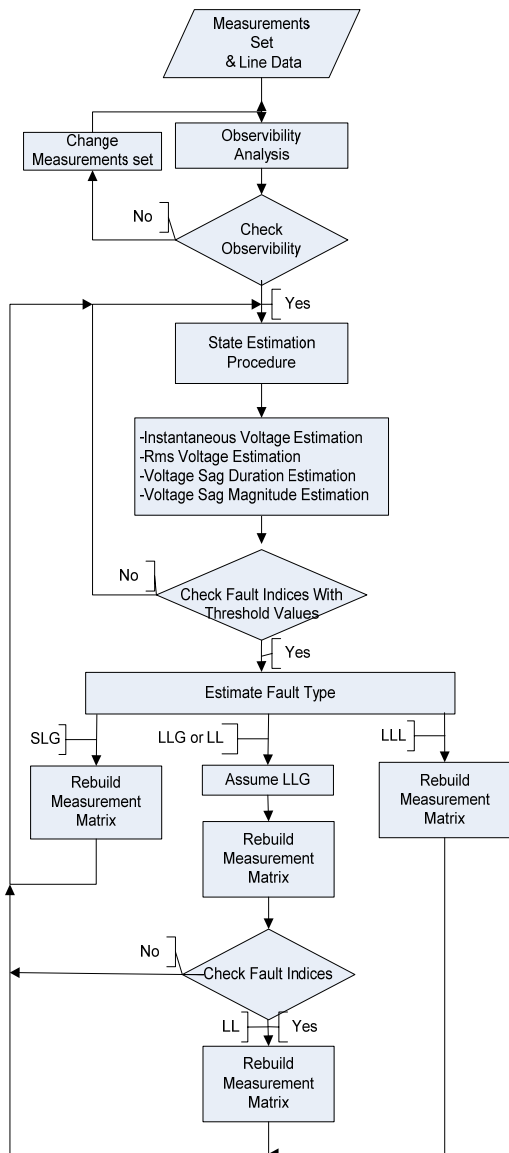 Measurements
Set
& Line Data
Change
Measurements set
Observibility
Analysis
No
Check
Observibility
Yes
State Estimation
Procedure
-Instantaneous Voltage Estimation
-Rms Voltage Estimation
-Voltage Sag Duration Estimation
-Voltage Sag Magnitude Estimation
No
Check Fault Indices With
Threshold Values
Yes
Estimate Fault Type
SLG
LLG or LL
LLL
Rebuild
Measurement
Matrix
Assume LLG
Rebuild
Measurement
Matrix
Rebuild
Measurement
Matrix
No
Check Fault Indices
LL
Yes
Rebuild
Measurement
Matrix